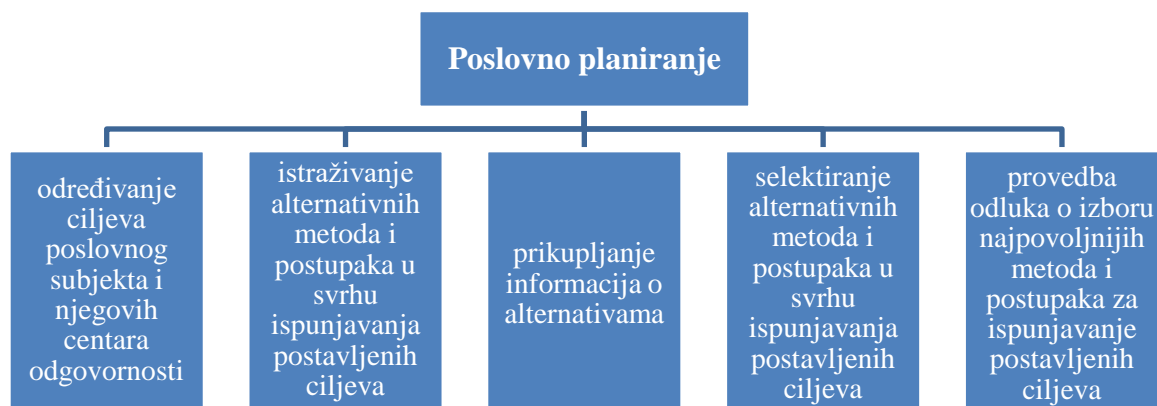 Poslovno planiranje
određivanje
ciljeva
poslovnog
subjekta i
njegovih
centara
odgovornosti
istraživanje
alternativnih
metoda i
postupaka u
svrhu
ispunjavanja
postavljenih
ciljeva
prikupljanje
informacija o
alternativama
selektiranje
alternativnih
metoda i
postupaka u
svrhu
ispunjavanja
postavljenih
ciljeva
provedba
odluka o izboru
najpovoljnijih
metoda i
postupaka za
ispunjavanje
postavljenih
ciljeva